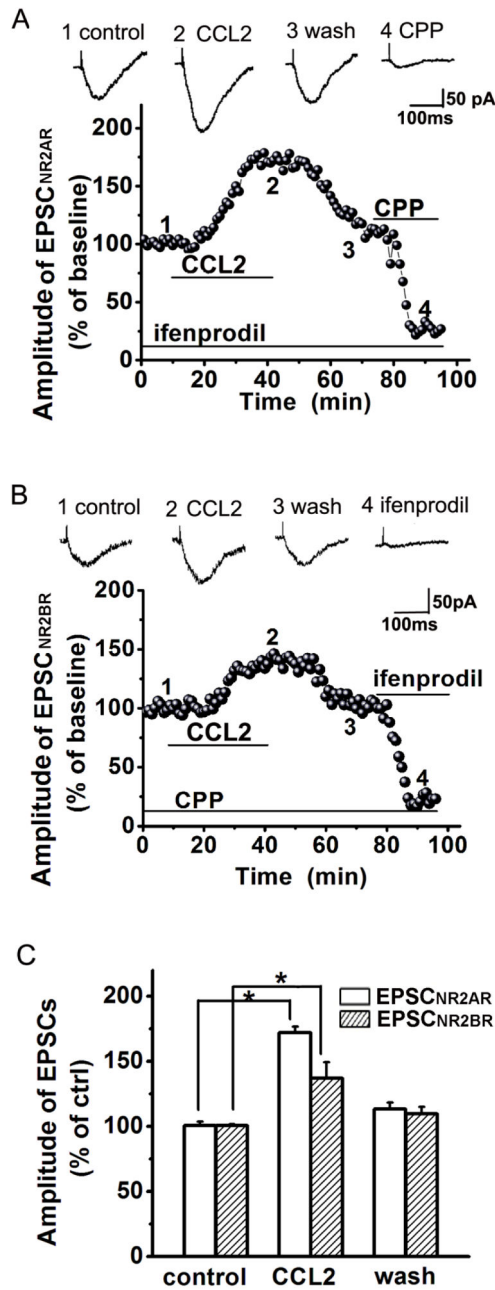 A
1 control 2 CCL2 3 wash 4 CPP
50 pA
100ms
Amplitude of EPSCNR2AR
(% of baseline)
200
150
100
50
0
1
2
3
4
CCL2
CPP
ifenprodil
0 20 40 60 80 100
Time (min)
B
1 control 2 CCL2 3 wash 4 ifenprodil
50pA
100ms
Amplitude of EPSCNR2BR
(% of baseline)
200
150
100
50
0
1
2
3
4
CCL2
ifenprodil
CPP
0 20 40 60 80 100
Time (min)
C
Amplitude of EPSCs
(% of ctrl)
200
150
100
50
0
*
*
EPSCNR2AR
EPSCNR2BR
control CCL2 wash